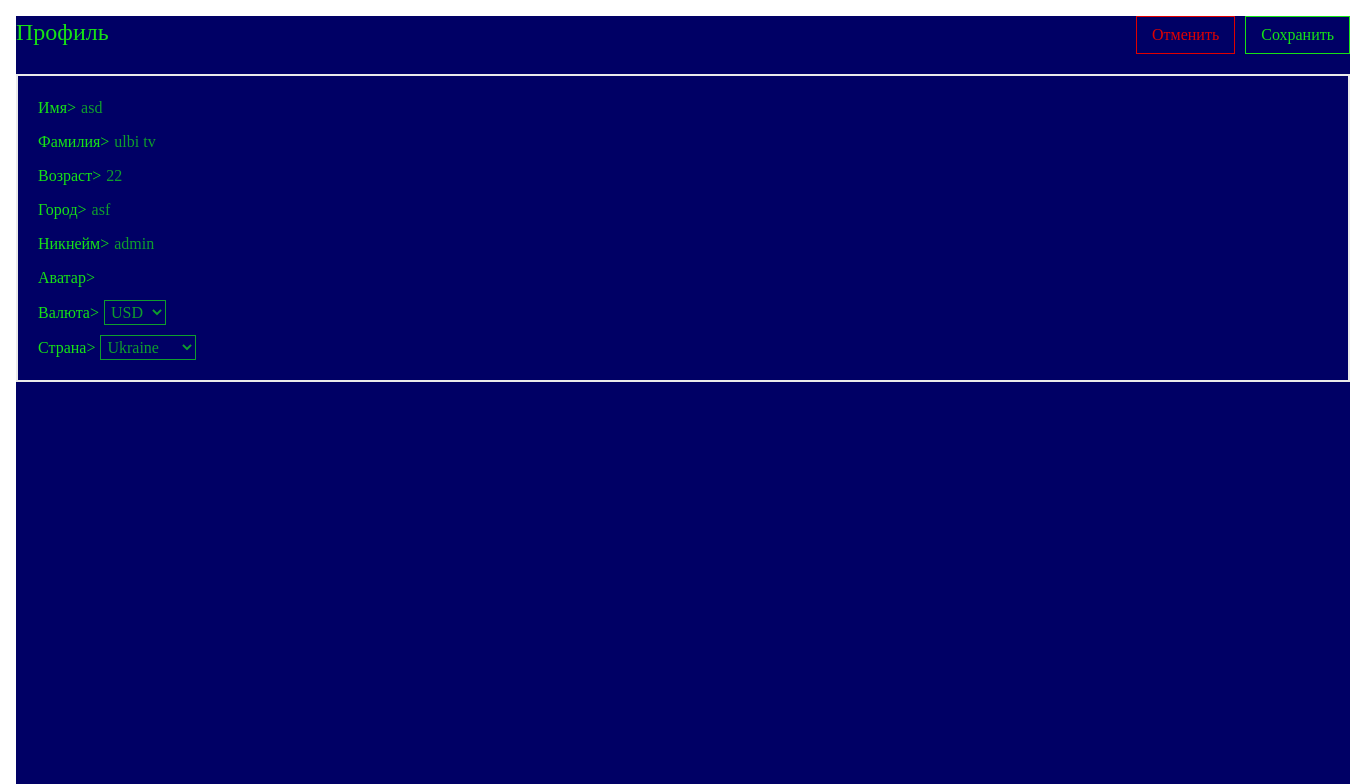 Профиль Отменить Сохранить
Имя> asd
Фамилия> ulbi tv
Возраст> 22
Город> asf
Никнейм> admin
Аватар>
Валюта> USD
Страна> Ukraine